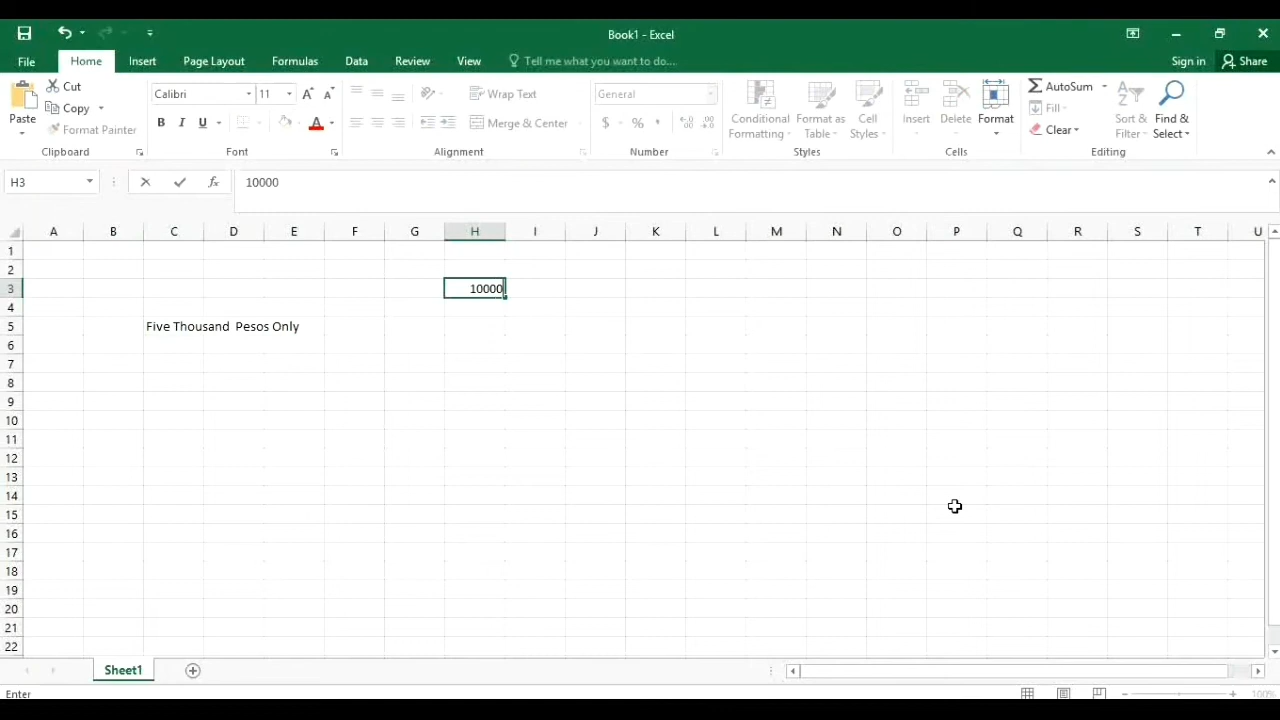 Book1 - Excel
File Home Insert Page Layout Formulas Data Review View Tell me what you want to do... Sign in Share
Paste Cut Copy Format Painter Clipboard
Calibri 11 B I U A Font
Wrap Text Merge & Center Alignment
General $ % Number
Conditional Formatting Format as Table Cell Styles Styles
Insert Delete Format Cells
AutoSum Fill Clear Sort & Filter Find & Select Editing
H3 fx 10000
A B C D E F G H I J K L M N O P Q R S T U
1
2
3 10000
4
5 Five Thousand  Pesos Only
6
7
8
9
10
11
12
13
14
15
16
17
18
19
20
21
22
Sheet1
Enter 100%